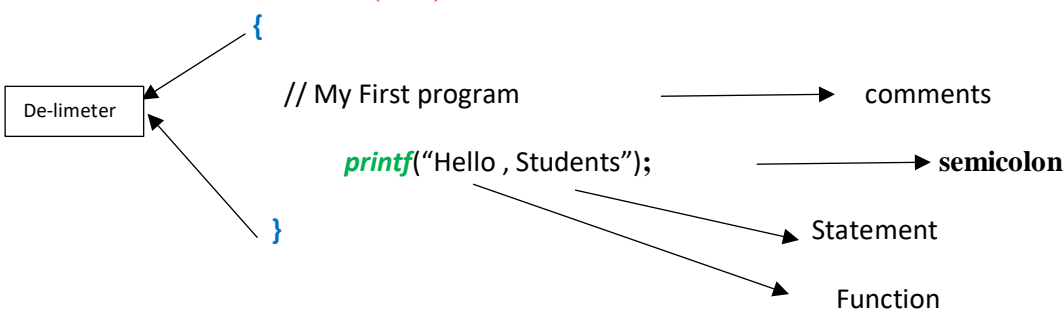 {
// My First program comments
De-limeter
printf(“Hello , Students”); semicolon
}
Statement
Function